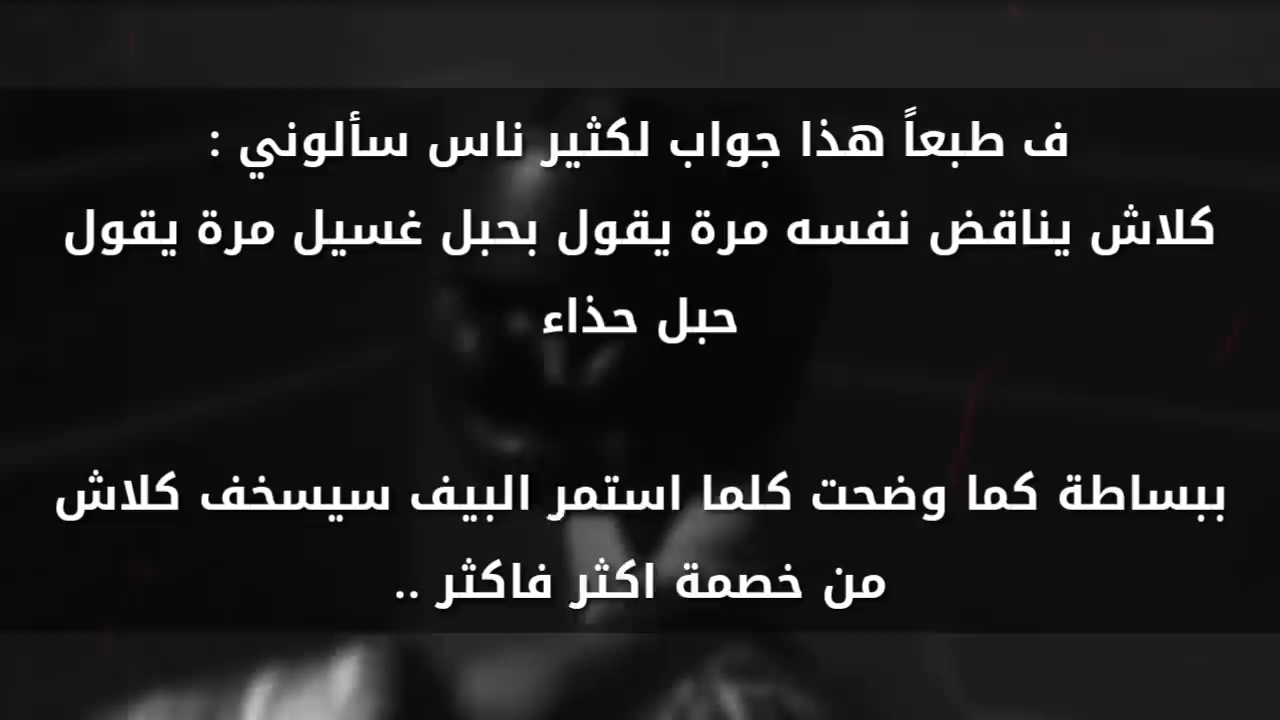 ف طبعاً هذا جواب لكثير ناس سألوني :
كلاش يناقض نفسه مرة يقول بحبل غسيل مرة يقول
حبل حذاء
ببساطة كما وضحت كلما استمر البيف سيسخف كلاش
من خصمة اكثر فاكثر ..